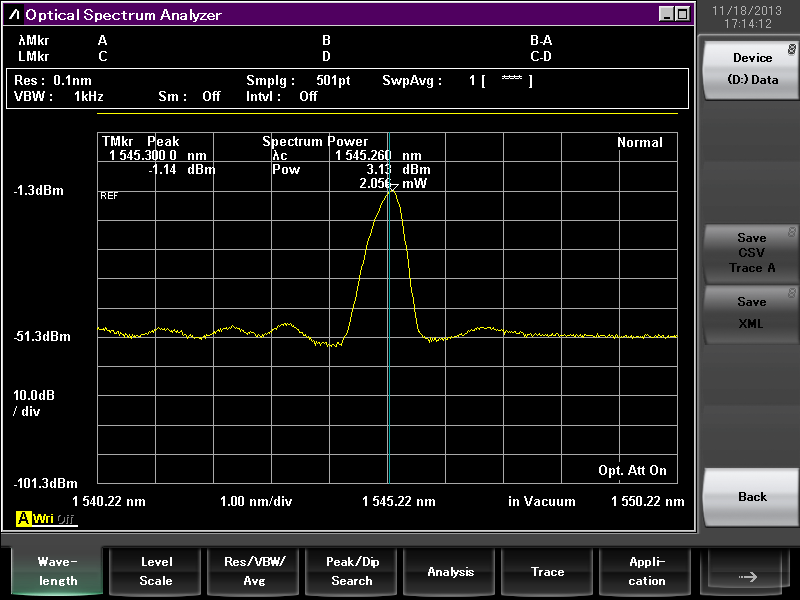 Optical Spectrum Analyzer
11/18/2013
17:14:12
λMkr A B B-A
LMkr C D C-D
Res : 0.1nm Smplg : 501pt SwpAvg : 1 [ **** ]
VBW : 1kHz Sm : Off Intvl : Off
TMkr Peak Spectrum Power Normal
1 545.300 0 nm λc 1 545.260 nm
-1.14 dBm Pow 3.13 dBm
2.056 mW
-1.3dBm
REF
-51.3dBm
10.0dB
/ div
Opt. Att On
-101.3dBm
1 540.22 nm 1.00 nm/div 1 545.22 nm in Vacuum 1 550.22 nm
A Wri Off
Device 8
(D:) Data
Save 8
CSV
Trace A
Save 8
XML
Back
Wave-
length
Level
Scale
Res/VBW/
Avg
Peak/Dip
Search
Analysis
Trace
Appli-
cation